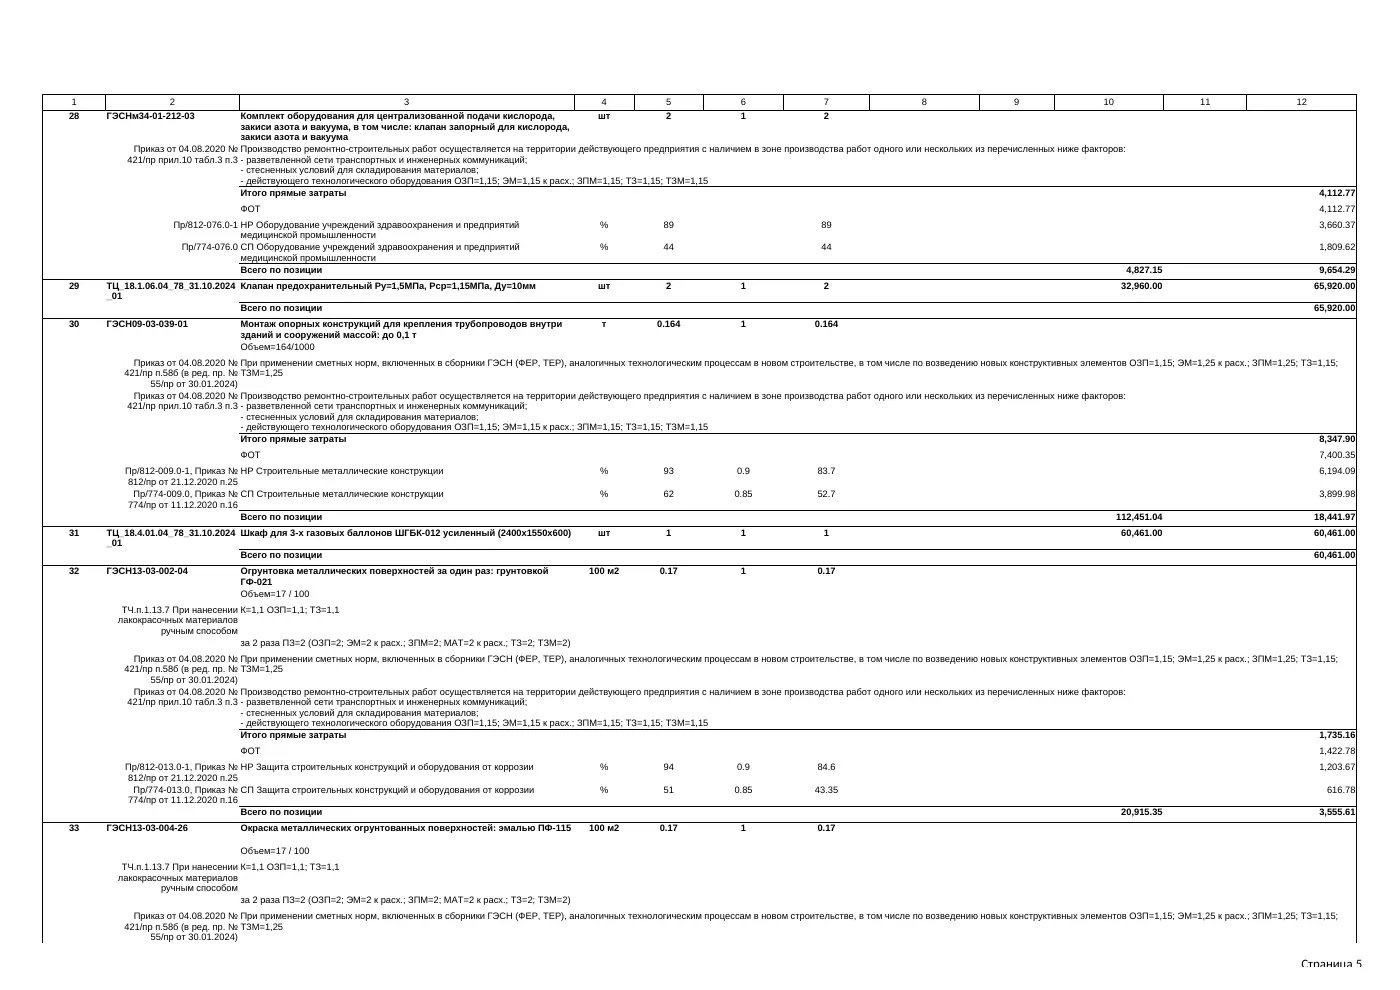 1 2 3 4 5 6 7 8 9 10 11 12
28 ГЭСНм34-01-212-03 Комплект оборудования для централизованной подачи кислорода, шт 2 1 2
закиси азота и вакуума, в том числе: клапан запорный для кислорода,
закиси азота и вакуума
Приказ от 04.08.2020 № Производство ремонтно-строительных работ осуществляется на территории действующего предприятия с наличием в зоне производства работ одного или нескольких из перечисленных ниже факторов:
421/пр прил.10 табл.3 п.3 - разветвленной сети транспортных и инженерных коммуникаций;
- стесненных условий для складирования материалов;
- действующего технологического оборудования ОЗП=1,15; ЭМ=1,15 к расх.; ЗПМ=1,15; ТЗ=1,15; ТЗМ=1,15
Итого прямые затраты 4,112.77
ФОТ 4,112.77
Пр/812-076.0-1 НР Оборудование учреждений здравоохранения и предприятий % 89 89 3,660.37
медицинской промышленности
Пр/774-076.0 СП Оборудование учреждений здравоохранения и предприятий % 44 44 1,809.62
медицинской промышленности
Всего по позиции 4,827.15 9,654.29
29 ТЦ_18.1.06.04_78_31.10.2024 Клапан предохранительный Ру=1,5МПа, Рср=1,15МПа, Ду=10мм шт 2 1 2 32,960.00 65,920.00
_01
Всего по позиции 65,920.00
30 ГЭСН09-03-039-01 Монтаж опорных конструкций для крепления трубопроводов внутри т 0.164 1 0.164
зданий и сооружений массой: до 0,1 т
Объем=164/1000
Приказ от 04.08.2020 № При применении сметных норм, включенных в сборники ГЭСН (ФЕР, ТЕР), аналогичных технологическим процессам в новом строительстве, в том числе по возведению новых конструктивных элементов ОЗП=1,15; ЭМ=1,25 к расх.; ЗПМ=1,25; ТЗ=1,15;
421/пр п.58б (в ред. пр. № ТЗМ=1,25
55/пр от 30.01.2024)
Приказ от 04.08.2020 № Производство ремонтно-строительных работ осуществляется на территории действующего предприятия с наличием в зоне производства работ одного или нескольких из перечисленных ниже факторов:
421/пр прил.10 табл.3 п.3 - разветвленной сети транспортных и инженерных коммуникаций;
- стесненных условий для складирования материалов;
- действующего технологического оборудования ОЗП=1,15; ЭМ=1,15 к расх.; ЗПМ=1,15; ТЗ=1,15; ТЗМ=1,15
Итого прямые затраты 8,347.90
ФОТ 7,400.35
Пр/812-009.0-1, Приказ № НР Строительные металлические конструкции % 93 0.9 83.7 6,194.09
812/пр от 21.12.2020 п.25
Пр/774-009.0, Приказ № СП Строительные металлические конструкции % 62 0.85 52.7 3,899.98
774/пр от 11.12.2020 п.16
Всего по позиции 112,451.04 18,441.97
31 ТЦ_18.4.01.04_78_31.10.2024 Шкаф для 3-х газовых баллонов ШГБК-012 усиленный (2400х1550х600) шт 1 1 1 60,461.00 60,461.00
_01
Всего по позиции 60,461.00
32 ГЭСН13-03-002-04 Огрунтовка металлических поверхностей за один раз: грунтовкой 100 м2 0.17 1 0.17
ГФ-021
Объем=17 / 100
ТЧ.п.1.13.7 При нанесении К=1,1 ОЗП=1,1; ТЗ=1,1
лакокрасочных материалов
ручным способом
за 2 раза ПЗ=2 (ОЗП=2; ЭМ=2 к расх.; ЗПМ=2; МАТ=2 к расх.; ТЗ=2; ТЗМ=2)
Приказ от 04.08.2020 № При применении сметных норм, включенных в сборники ГЭСН (ФЕР, ТЕР), аналогичных технологическим процессам в новом строительстве, в том числе по возведению новых конструктивных элементов ОЗП=1,15; ЭМ=1,25 к расх.; ЗПМ=1,25; ТЗ=1,15;
421/пр п.58б (в ред. пр. № ТЗМ=1,25
55/пр от 30.01.2024)
Приказ от 04.08.2020 № Производство ремонтно-строительных работ осуществляется на территории действующего предприятия с наличием в зоне производства работ одного или нескольких из перечисленных ниже факторов:
421/пр прил.10 табл.3 п.3 - разветвленной сети транспортных и инженерных коммуникаций;
- стесненных условий для складирования материалов;
- действующего технологического оборудования ОЗП=1,15; ЭМ=1,15 к расх.; ЗПМ=1,15; ТЗ=1,15; ТЗМ=1,15
Итого прямые затраты 1,735.16
ФОТ 1,422.78
Пр/812-013.0-1, Приказ № НР Защита строительных конструкций и оборудования от коррозии % 94 0.9 84.6 1,203.67
812/пр от 21.12.2020 п.25
Пр/774-013.0, Приказ № СП Защита строительных конструкций и оборудования от коррозии % 51 0.85 43.35 616.78
774/пр от 11.12.2020 п.16
Всего по позиции 20,915.35 3,555.61
33 ГЭСН13-03-004-26 Окраска металлических огрунтованных поверхностей: эмалью ПФ-115 100 м2 0.17 1 0.17
Объем=17 / 100
ТЧ.п.1.13.7 При нанесении К=1,1 ОЗП=1,1; ТЗ=1,1
лакокрасочных материалов
ручным способом
за 2 раза ПЗ=2 (ОЗП=2; ЭМ=2 к расх.; ЗПМ=2; МАТ=2 к расх.; ТЗ=2; ТЗМ=2)
Приказ от 04.08.2020 № При применении сметных норм, включенных в сборники ГЭСН (ФЕР, ТЕР), аналогичных технологическим процессам в новом строительстве, в том числе по возведению новых конструктивных элементов ОЗП=1,15; ЭМ=1,25 к расх.; ЗПМ=1,25; ТЗ=1,15;
421/пр п.58б (в ред. пр. № ТЗМ=1,25
55/пр от 30.01.2024)
Страница 5